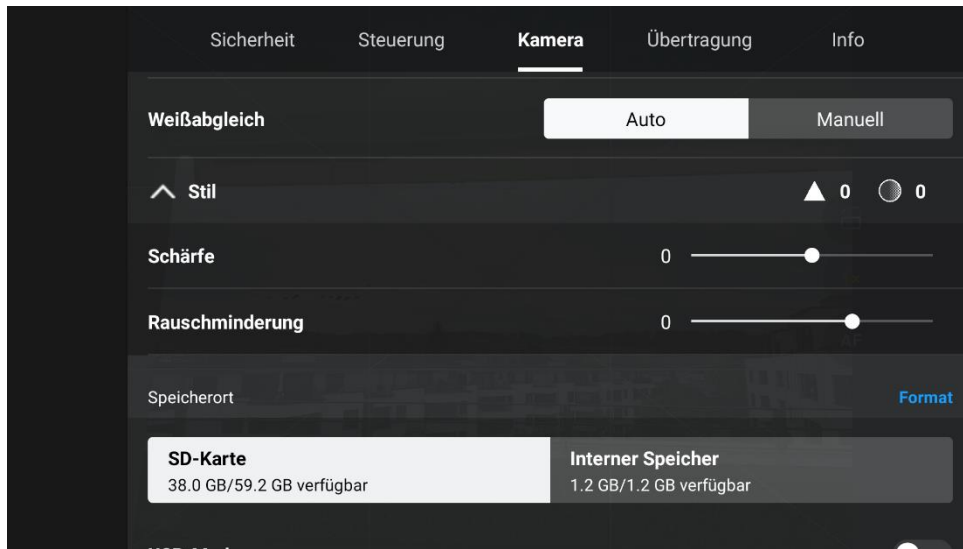 Sicherheit Steuerung Kamera Übertragung Info
Weißabgleich Auto Manuell
Stil 0 0
Schärfe 0
Rauschminderung 0
Speicherort Format
SD-Karte Interner Speicher
38.0 GB/59.2 GB verfügbar 1.2 GB/1.2 GB verfügbar